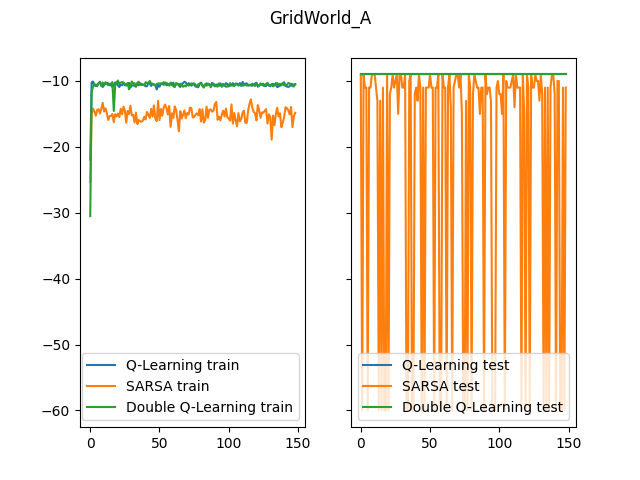 GridWorld_A
−10
−20
−30
−40
−50
−60
Q-Learning train
SARSA train
Double Q-Learning train
0
50
100
150
Q-Learning test
SARSA test
Double Q-Learning test
0
50
100
150